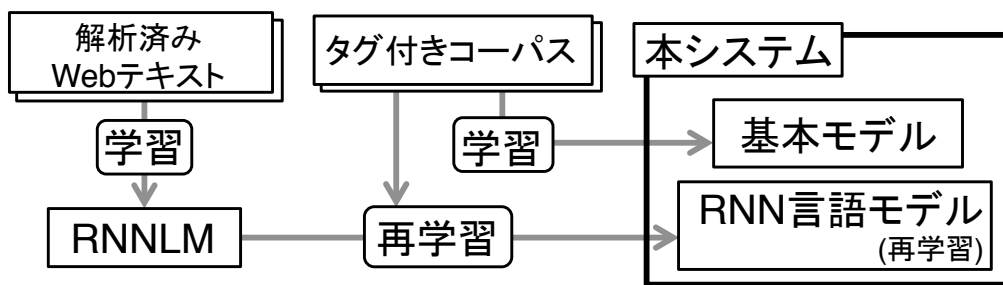 解析済み
Webテキスト
タグ付きコーパス
本システム
学習
学習
基本モデル
RNNLM
再学習
RNN言語モデル
(再学習)